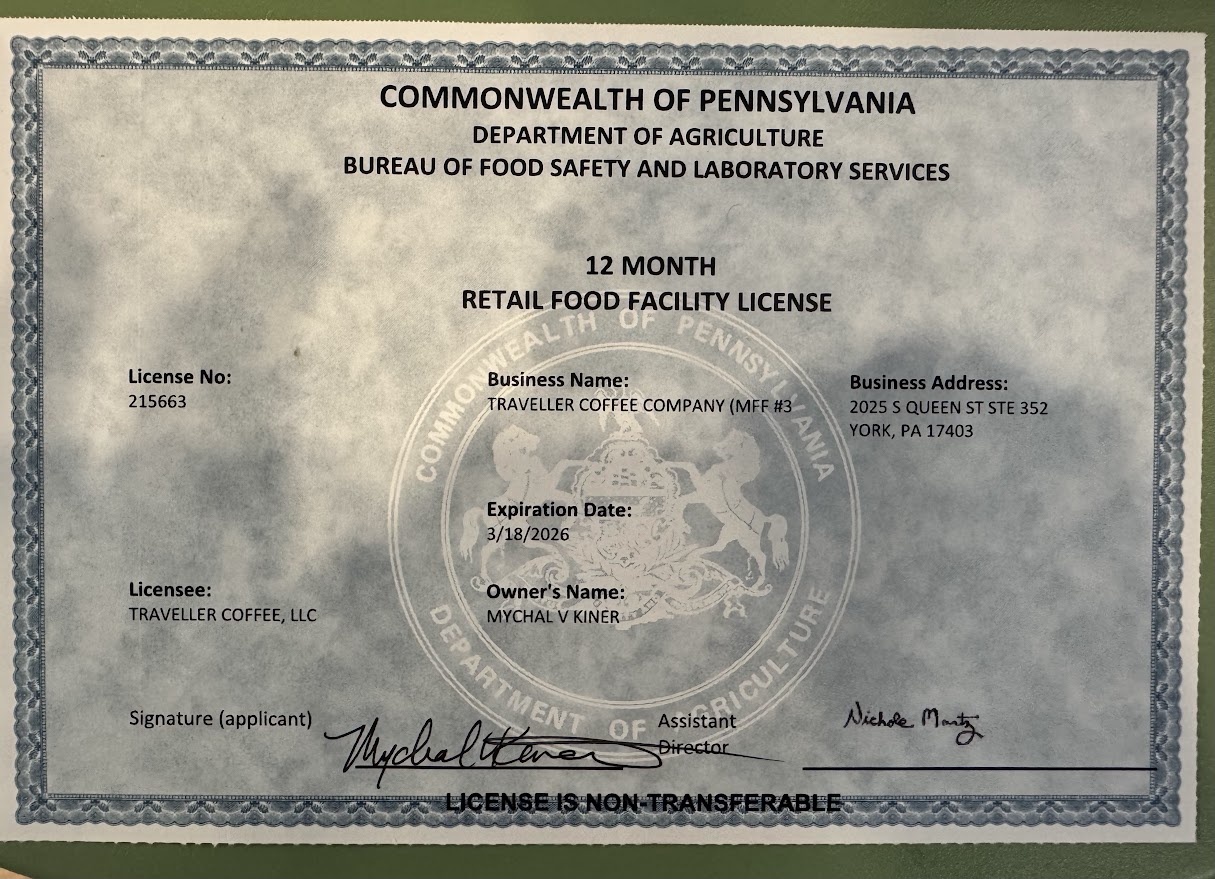 COMMONWEALTH OF PENNSYLVANIA
DEPARTMENT OF AGRICULTURE
BUREAU OF FOOD SAFETY AND LABORATORY SERVICES
12 MONTH
RETAIL FOOD FACILITY LICENSE
COMMONWEALTH OF PENNSYLVANIA
License No:
215663
Business Name:
TRAVELLER COFFEE COMPANY (MFF #3
Business Address:
2025 S QUEEN ST STE 352
YORK, PA 17403
Expiration Date:
3/18/2026
Licensee:
TRAVELLER COFFEE, LLC
Owner's Name:
MYCHAL V KINER
DEPARTMENT OF AGRICULTURE
Signature (applicant)
Mychal Kiner
Assistant
Director
Nichole Martz
LICENSE IS NON-TRANSFERABLE